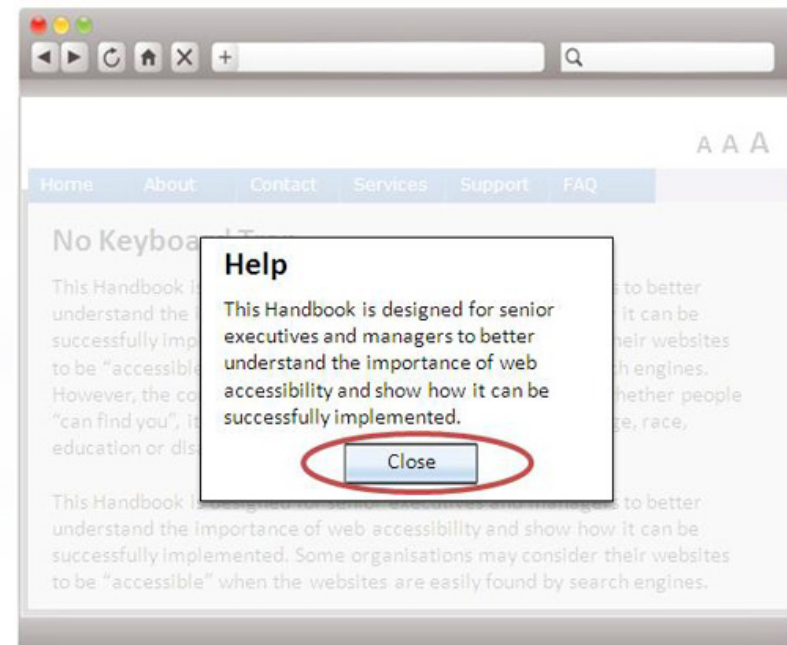 A A A
Home About Contact Services Support FAQ
No Keyboa
This Handbook is to better
understand the i it can be
successfully imp heir websites
to be “accessible ch engines.
However, the co hether people
“can find you”, it ge, race,
education or dis
Help
This Handbook is designed for senior
executives and managers to better
understand the importance of web
accessibility and show how it can be
successfully implemented.
Close
This Handbook is designed for senior executives and managers to better
understand the importance of web accessibility and show how it can be
successfully implemented. Some organisations may consider their websites
to be “accessible” when the websites are easily found by search engines.